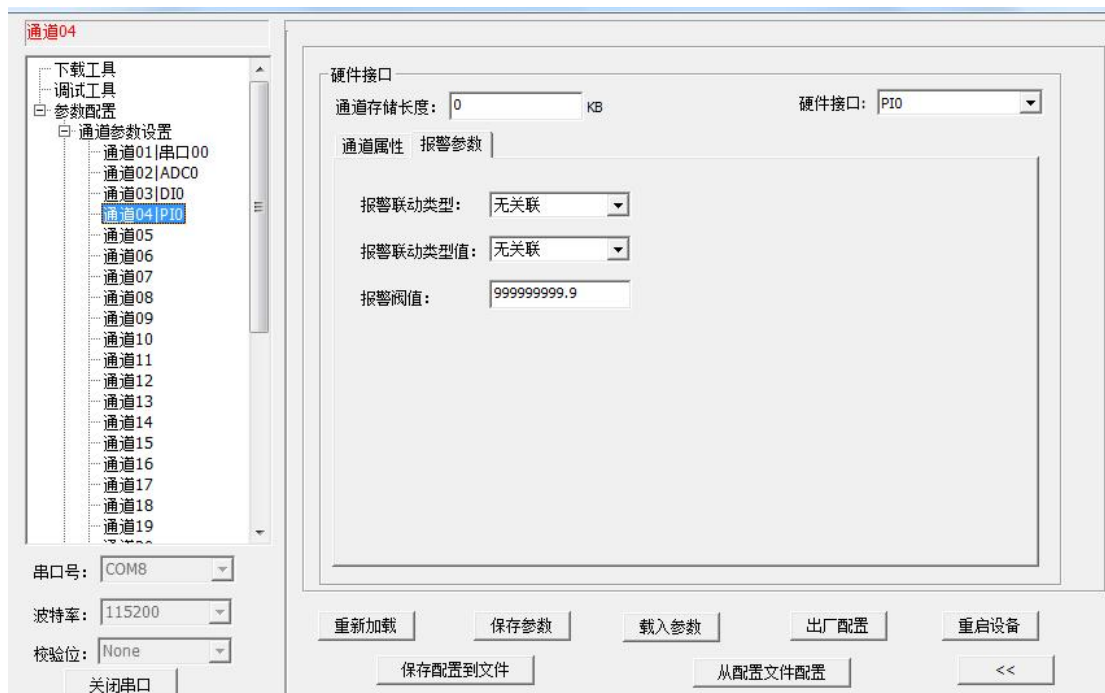 通道04
下载工具
调试工具
参数配置
通道参数设置
通道01|串口00
通道02|ADC0
通道03|DI0
通道04|PI0
通道05
通道06
通道07
通道08
通道09
通道10
通道11
通道12
通道13
通道14
通道15
通道16
通道17
通道18
通道19
串口号: COM8
波特率: 115200
校验位: None
关闭串口
硬件接口
通道存储长度: 0 KB
硬件接口: PI0
通道属性 报警参数
报警联动类型: 无关联
报警联动类型值: 无关联
报警阀值: 999999999.9
重新加载 保存参数 载入参数 出厂配置 重启设备
保存配置到文件 从配置文件配置 <<